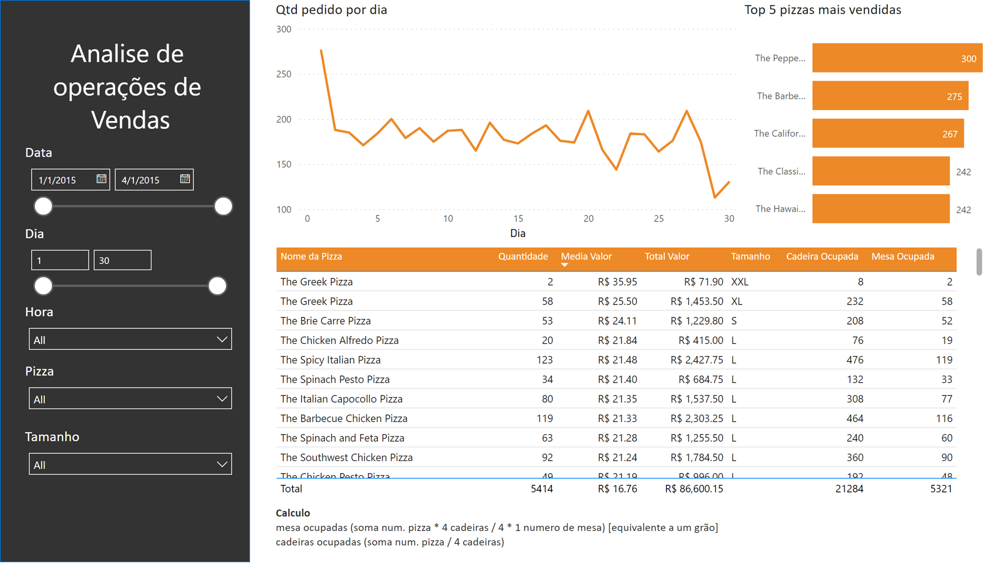 Analise de
operações de
Vendas
Data
1/1/2015 4/1/2015
Dia
1 30
Hora
All
Pizza
All
Tamanho
All
Qtd pedido por dia
300
250
200
150
100
0 5 10 15 20 25 30
Dia
Top 5 pizzas mais vendidas
The Peppe... 300
The Barbe... 275
The Califor... 267
The Classi... 242
The Hawai... 242
Nome da Pizza Quantidade Media Valor Total Valor Tamanho Cadeira Ocupada Mesa Ocupada
The Greek Pizza 2 R$ 35.95 R$ 71.90 XXL 8 2
The Greek Pizza 58 R$ 25.50 R$ 1,453.50 XL 232 58
The Brie Carre Pizza 53 R$ 24.11 R$ 1,229.80 S 208 52
The Chicken Alfredo Pizza 20 R$ 21.84 R$ 415.00 L 76 19
The Spicy Italian Pizza 123 R$ 21.48 R$ 2,427.75 L 476 119
The Spinach Pesto Pizza 34 R$ 21.40 R$ 684.75 L 132 33
The Italian Capocollo Pizza 80 R$ 21.35 R$ 1,537.50 L 308 77
The Barbecue Chicken Pizza 119 R$ 21.33 R$ 2,303.25 L 464 116
The Spinach and Feta Pizza 63 R$ 21.28 R$ 1,255.50 L 240 60
The Southwest Chicken Pizza 92 R$ 21.24 R$ 1,784.50 L 360 90
The Chicken Pesto Pizza 49 R$ 21.19 R$ 996.00 L 192 48
Total 5414 R$ 16.76 R$ 86,600.15 21284 5321
Calculo
mesa ocupadas (soma num. pizza * 4 cadeiras / 4 * 1 numero de mesa) [equivalente a um grão]
cadeiras ocupadas (soma num. pizza / 4 cadeiras)